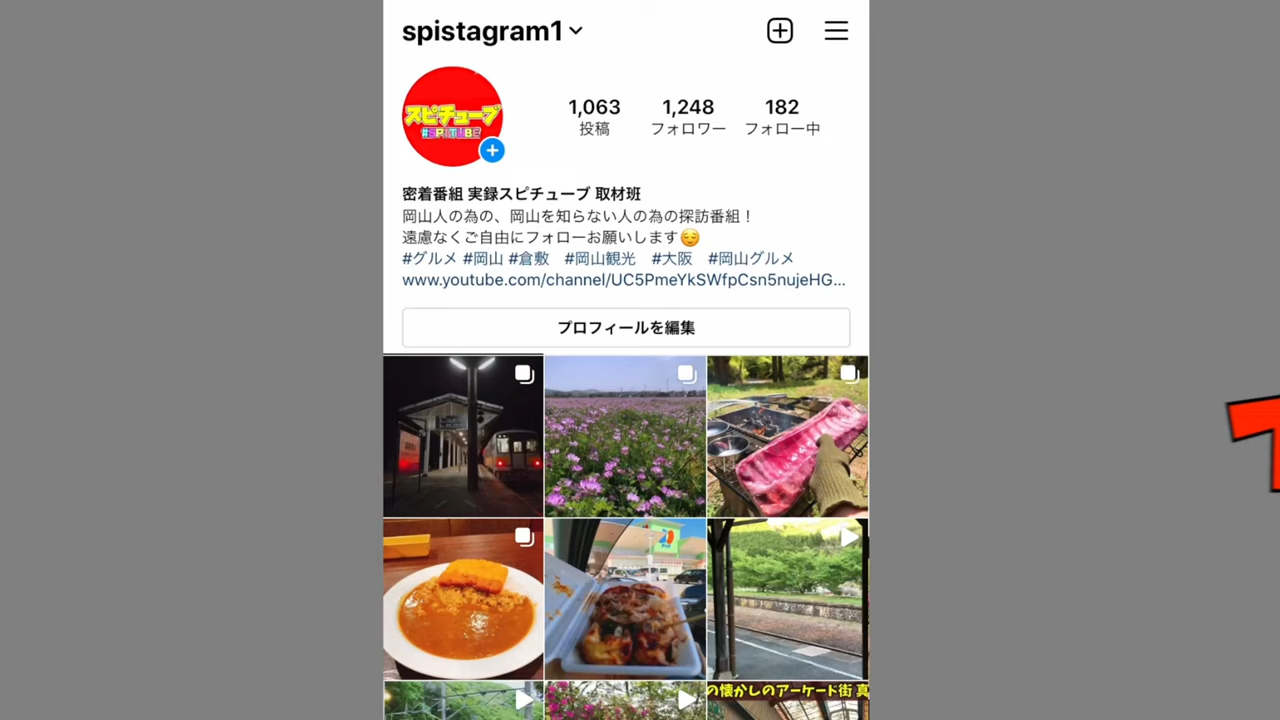 spistagram1
スピチューブ
#SPITUBE
1,063
投稿
1,248
フォロワー
182
フォロー中
密着番組 実録スピチューブ 取材班
岡山人の為の、岡山を知らない人の為の探訪番組！
遠慮なくご自由にフォローお願いします😌
#グルメ #岡山 #倉敷　#岡山観光　#大阪　#岡山グルメ
www.youtube.com/channel/UC5PmeYkSWfpCsn5nujeHG...
プロフィールを編集
の懐かしのアーケード街 真